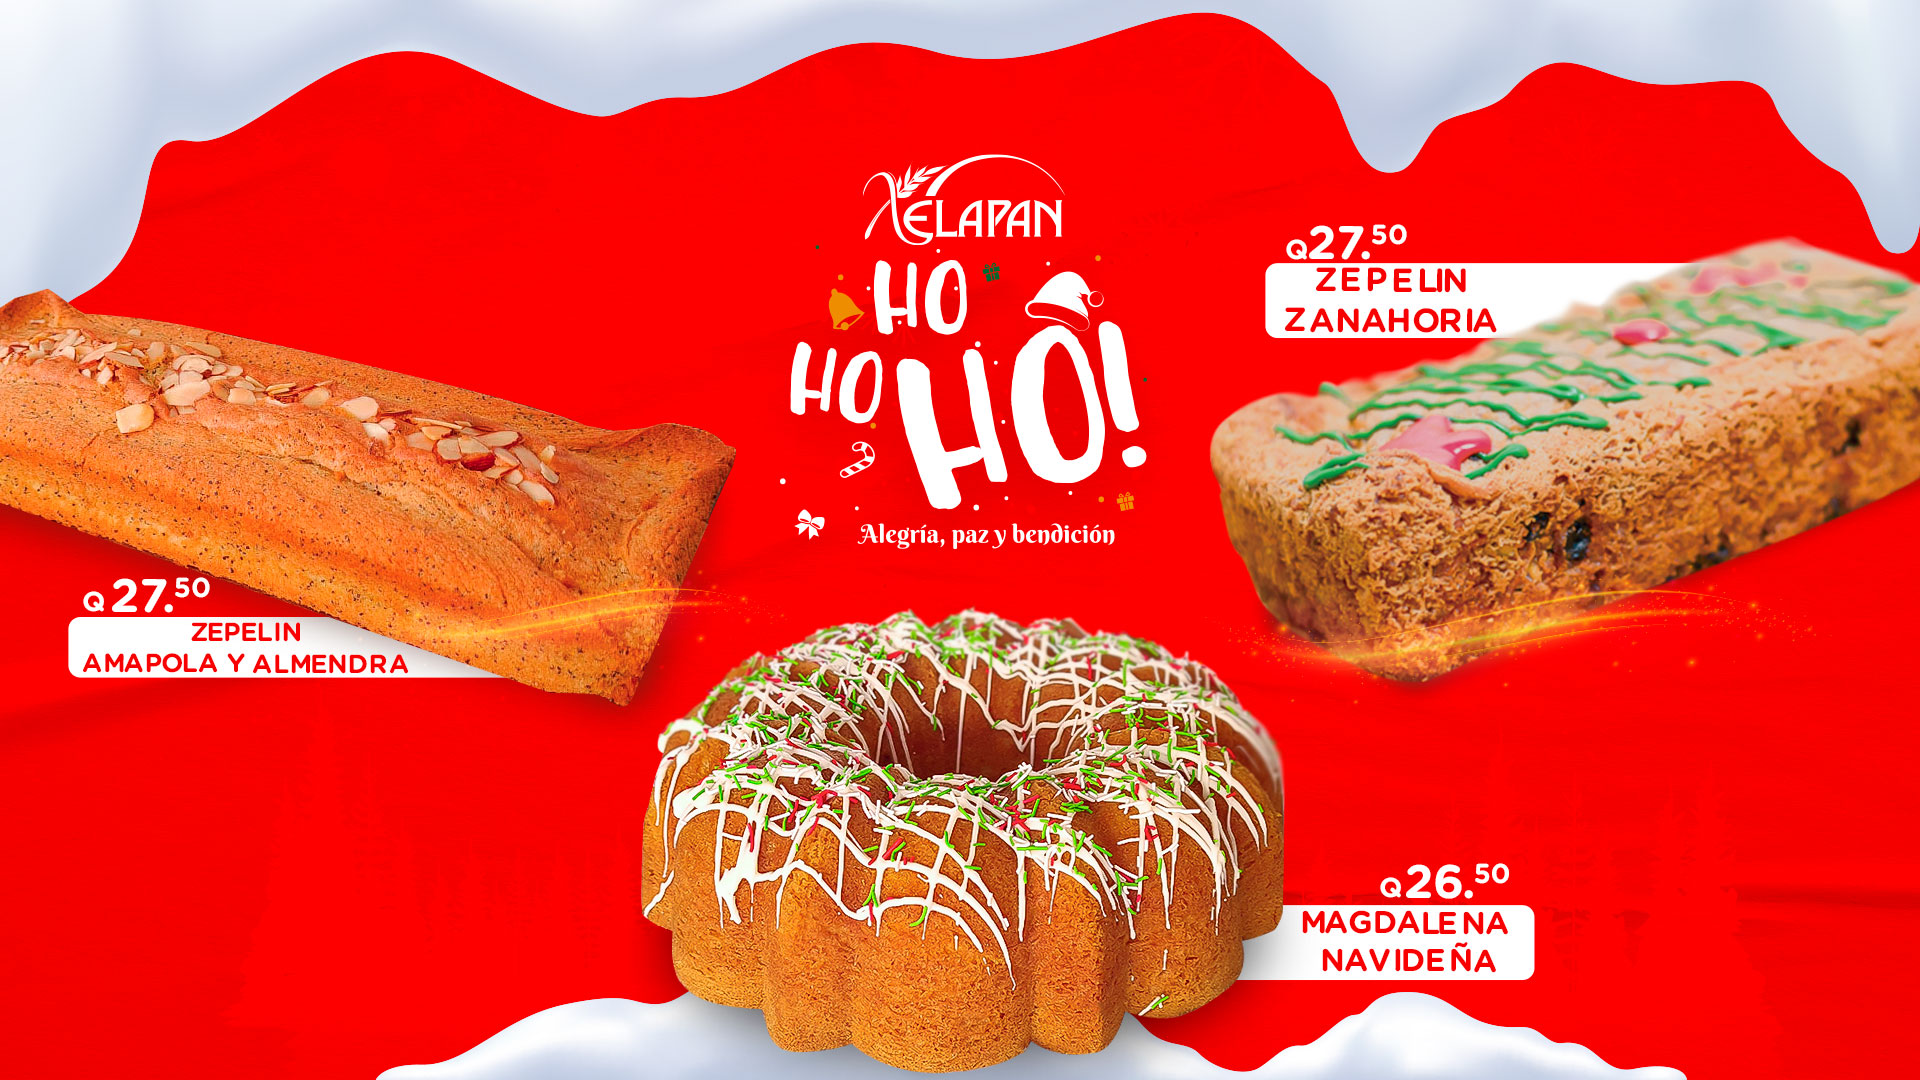 XELAPAN
HO
HO HO!
Alegría, paz y bendición
Q27.50
ZEPELIN
ZANAHORIA
Q27.50
ZEPELIN
AMAPOLA Y ALMENDRA
Q26.50
MAGDALENA
NAVIDEÑA